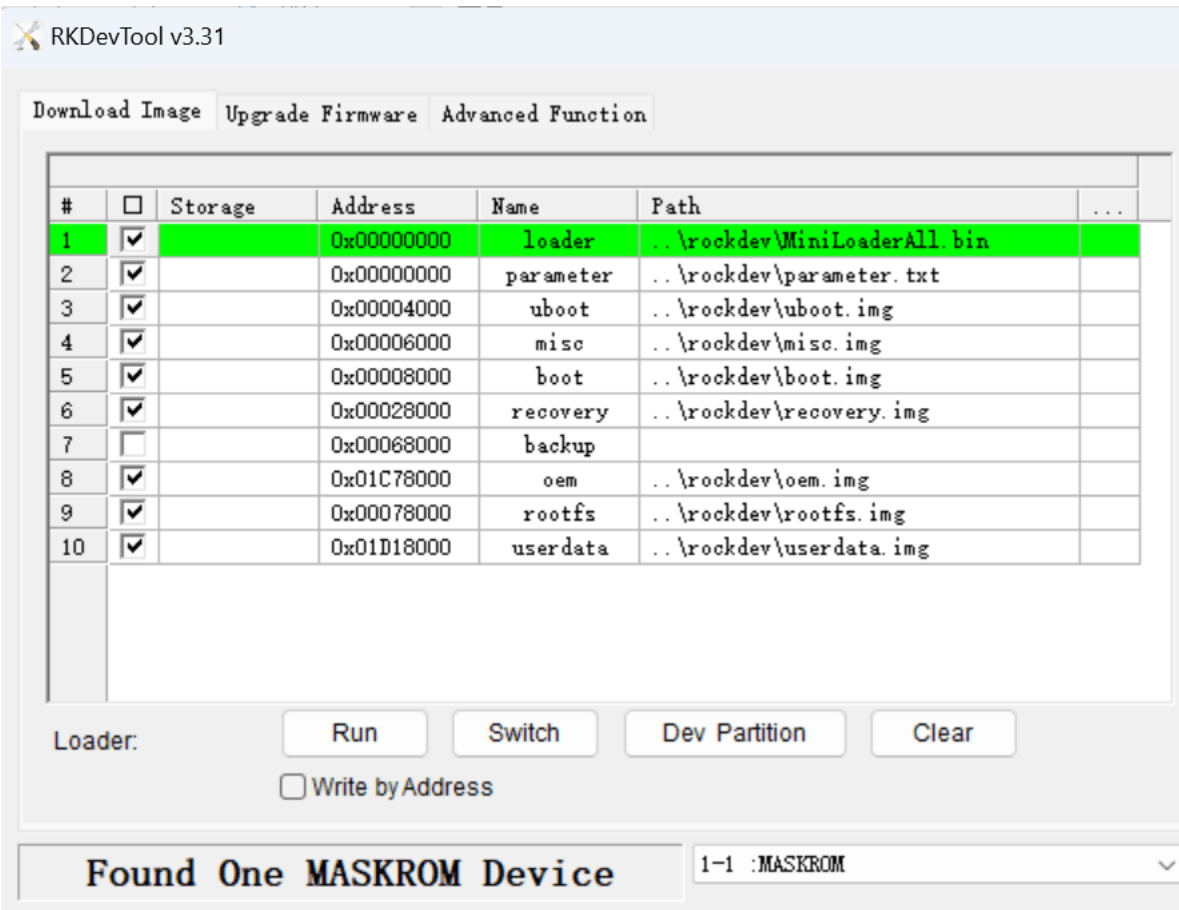 RKDevTool v3.31
Download Image Upgrade Firmware Advanced Function
# Storage Address Name Path ...
1 0x00000000 loader ..\rockdev\MiniLoaderAll.bin
2 0x00000000 parameter ..\rockdev\parameter.txt
3 0x00004000 uboot ..\rockdev\uboot.img
4 0x00006000 misc ..\rockdev\misc.img
5 0x00008000 boot ..\rockdev\boot.img
6 0x00028000 recovery ..\rockdev\recovery.img
7 0x00068000 backup
8 0x01C78000 oem ..\rockdev\oem.img
9 0x00078000 rootfs ..\rockdev\rootfs.img
10 0x01D18000 userdata ..\rockdev\userdata.img
Loader: Run Switch Dev Partition Clear
Write by Address
Found One MASKROM Device 1-1 :MASKROM